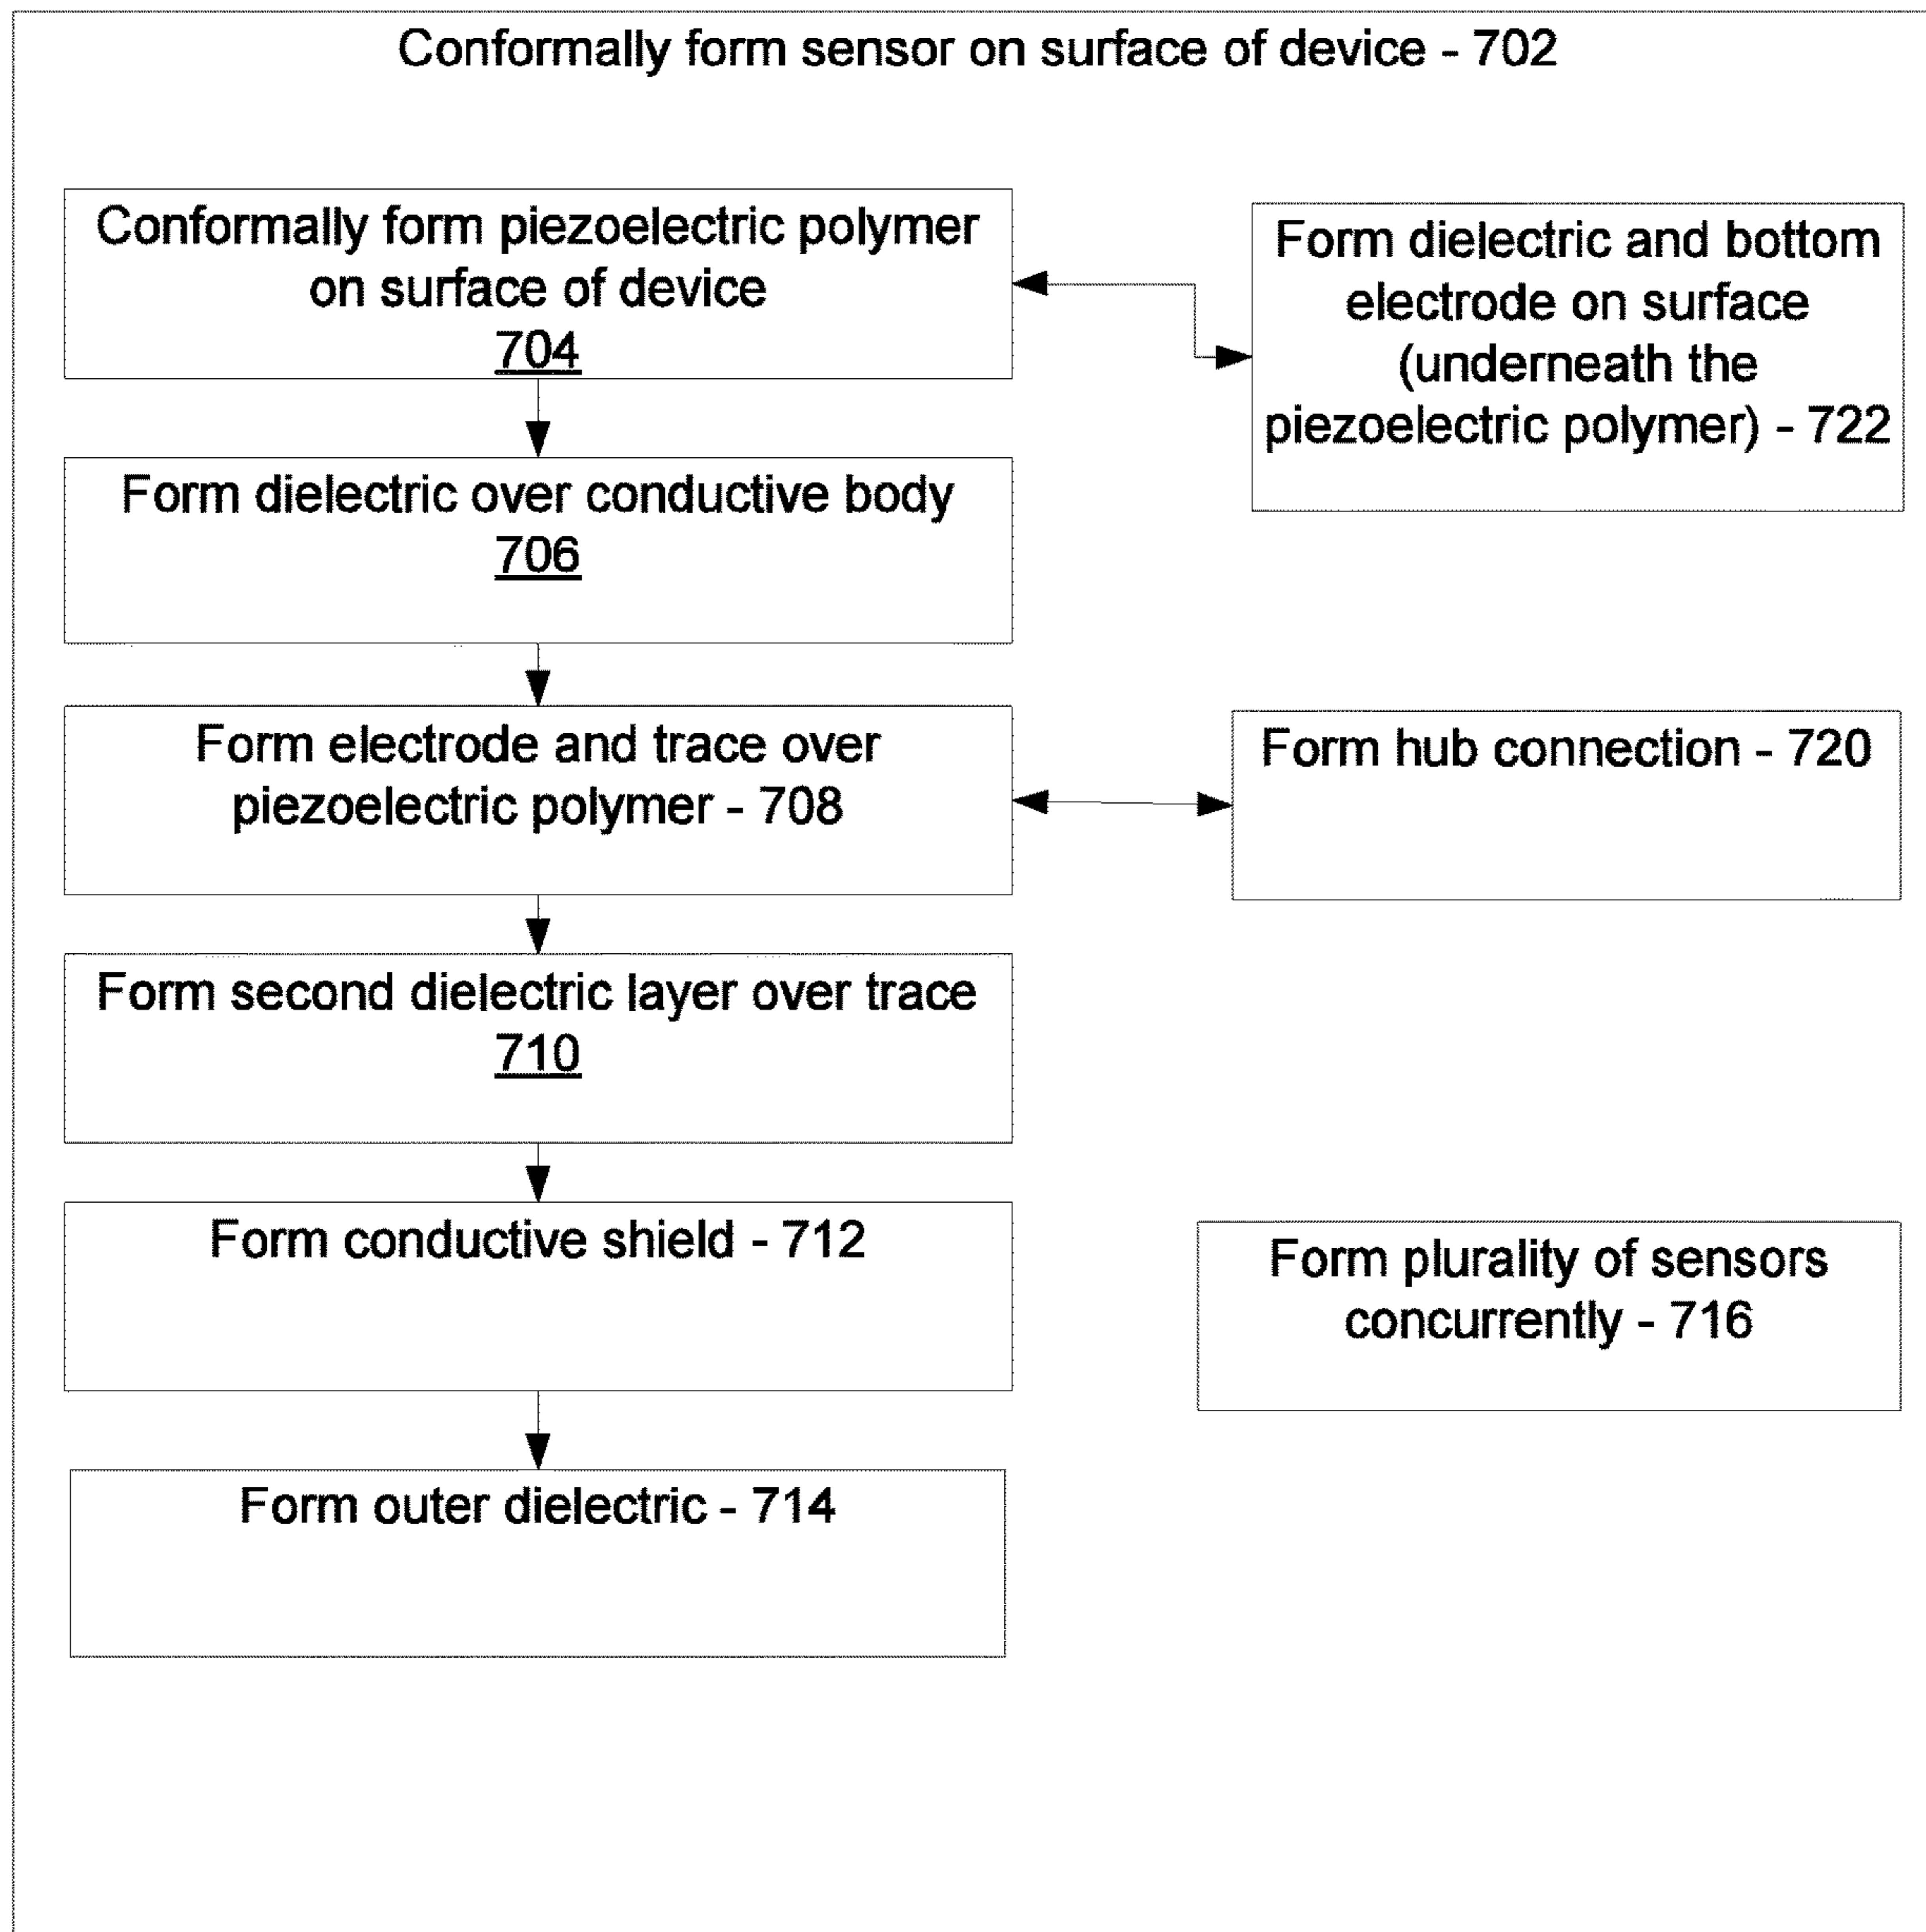 Conformally form sensor on surface of device - 702
Conformally form piezoelectric polymer
on surface of device
704
Form dielectric and bottom
electrode on surface
(underneath the
piezoelectric polymer) - 722
Form dielectric over conductive body
706
Form electrode and trace over
piezoelectric polymer - 708
Form hub connection - 720
Form second dielectric layer over trace
710
Form conductive shield - 712
Form plurality of sensors
concurrently - 716
Form outer dielectric - 714